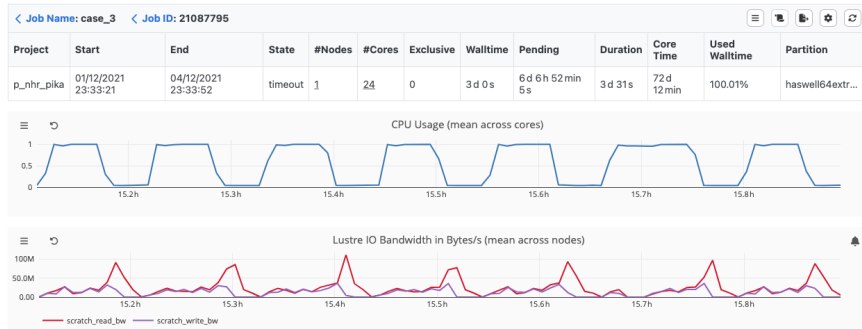 Job Name: case_3 Job ID: 21087795
Project Start End State #Nodes #Cores Exclusive Walltime Pending Duration Core Time Used Walltime Partition
p_nhr_pika 01/12/2021 23:33:21 04/12/2021 23:33:52 timeout 1 24 0 3 d 0 s 6 d 6 h 52 min 5 s 3 d 31 s 72 d 12 min 100.01% haswell64extr...
CPU Usage (mean across cores)
1
0.5
0
15.2h 15.3h 15.4h 15.5h 15.6h 15.7h 15.8h
Lustre IO Bandwidth in Bytes/s (mean across nodes)
100M
50.0M
0.00
15.2h 15.3h 15.4h 15.5h 15.6h 15.7h 15.8h
scratch_read_bw scratch_write_bw